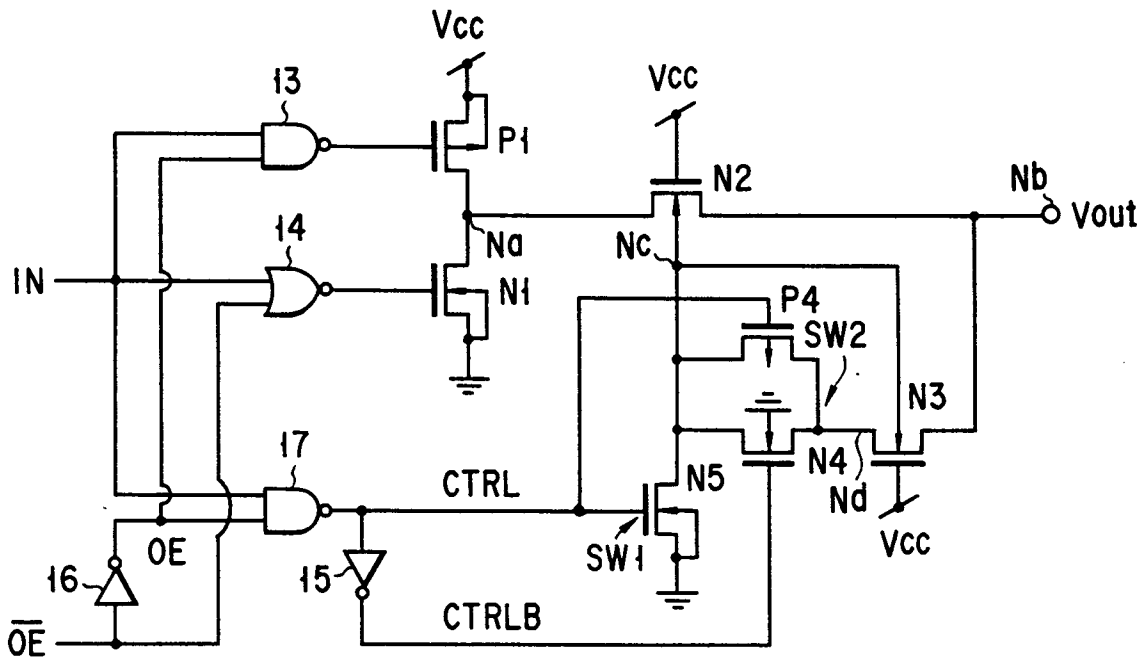 Vcc
13
P1
Vcc
N2
Nb
Vout
Na
Nc
14
IN
N1
P4
SW2
N3
17
CTRL
N5
N4
Nd
Vcc
OE
SW1
16
15
CTRLB
OE